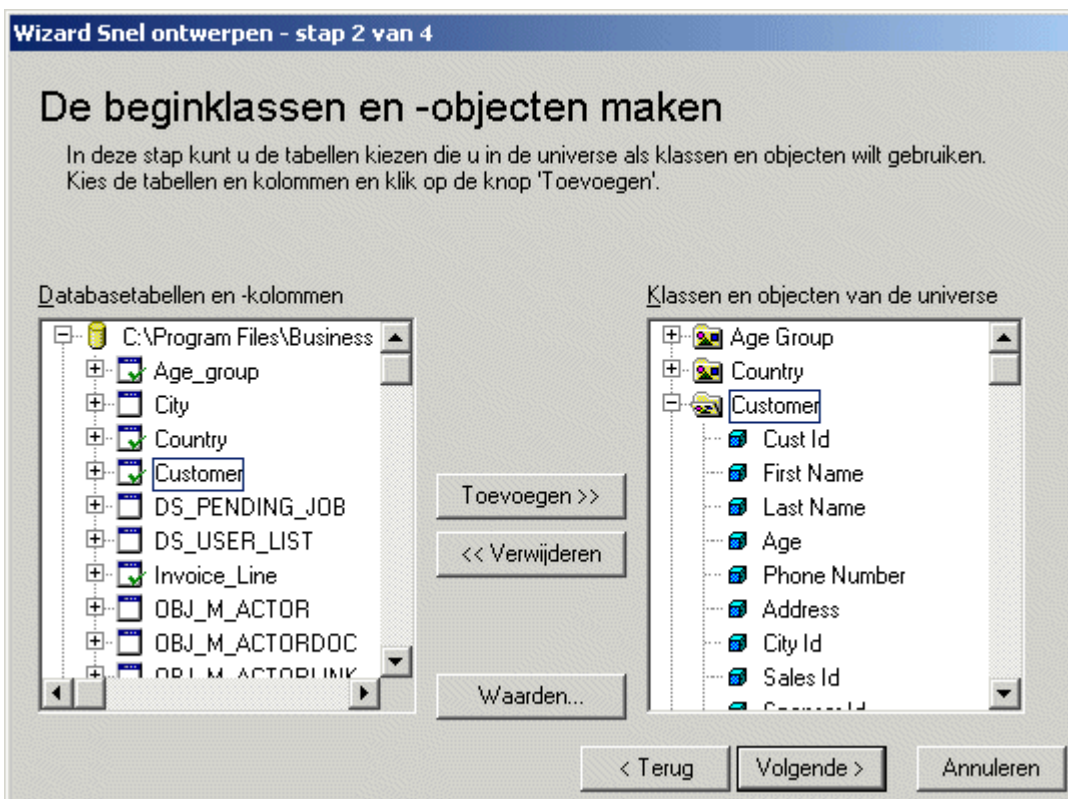 Wizard Snel ontwerpen - stap 2 van 4
De beginklassen en -objecten maken
In deze stap kunt u de tabellen kiezen die u in de universe als klassen en objecten wilt gebruiken.
Kies de tabellen en kolommen en klik op de knop 'Toevoegen'.
Databasetabellen en -kolommen
C:\Program Files\Business
Age_group
City
Country
Customer
DS_PENDING_JOB
DS_USER_LIST
Invoice_Line
OBJ_M_ACTOR
OBJ_M_ACTORDOC
OBJ_M_ACTORLINK
Toevoegen >>
<< Verwijderen
Waarden...
Klassen en objecten van de universe
Age Group
Country
Customer
Cust Id
First Name
Last Name
Age
Phone Number
Address
City Id
Sales Id
< Terug
Volgende >
Annuleren